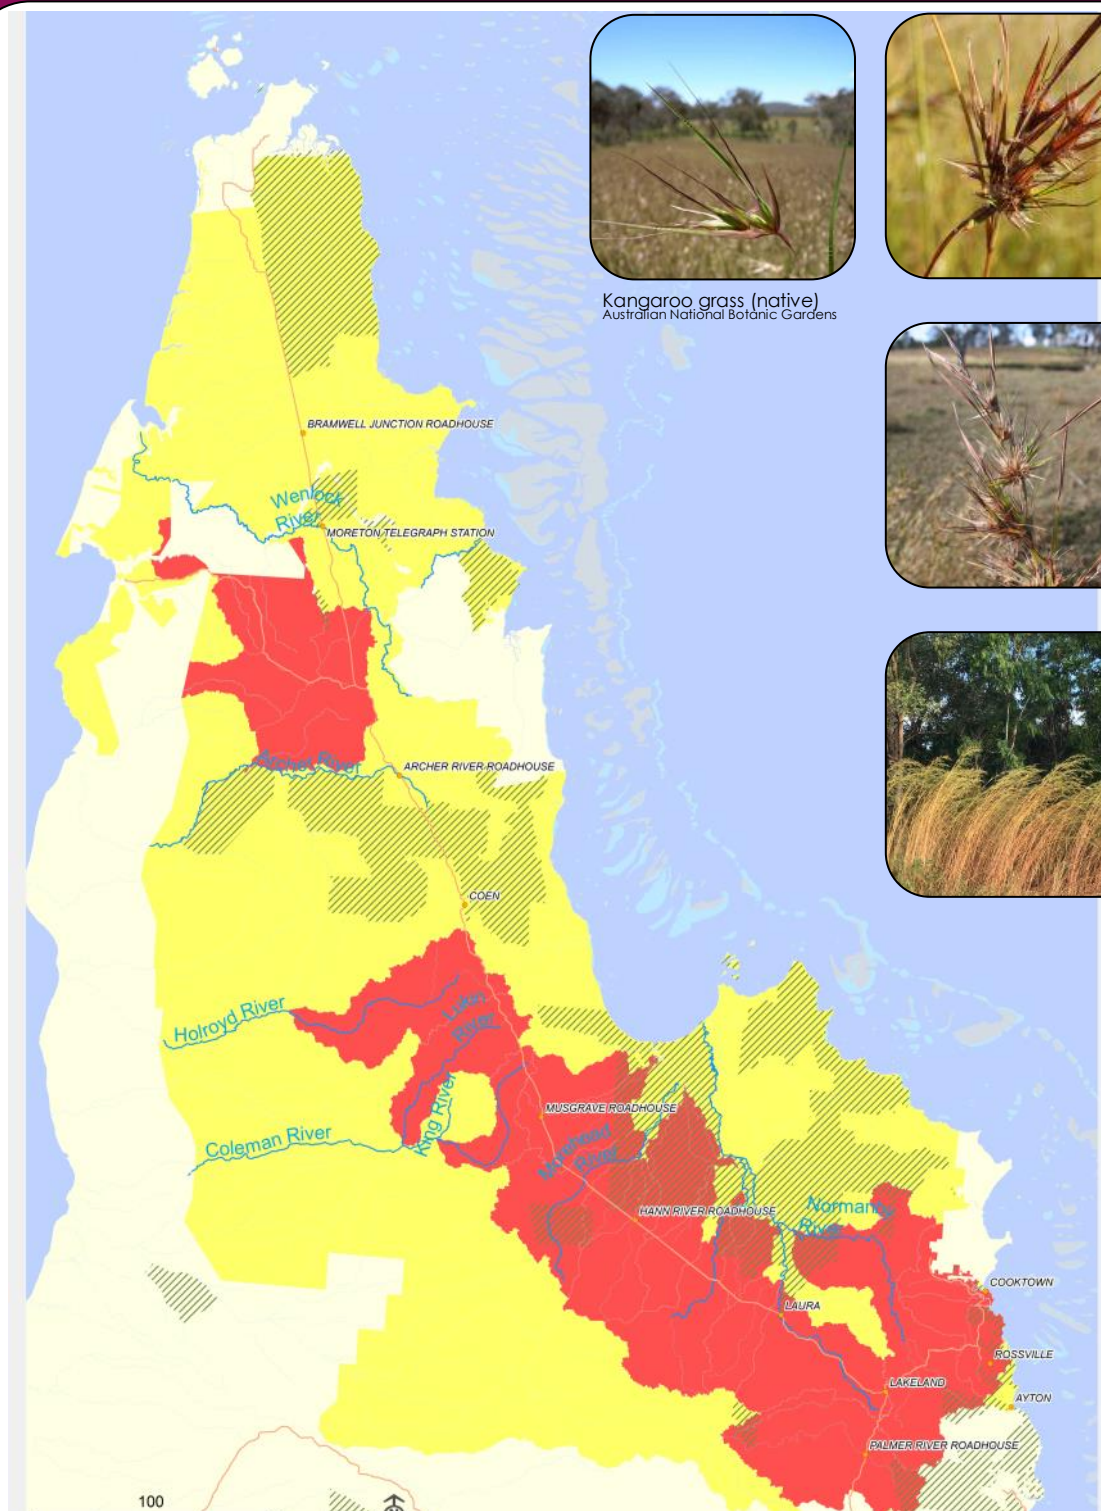 Kangaroo grass (native)
Australian National Botanic Gardens
BRAMWELL JUNCTION ROADHOUSE
Wenlock
River
MORETON TELEGRAPH STATION
Archer River
ARCHER RIVER ROADHOUSE
COEN
Holroyd River
Lukin
River
King River
MUSGRAVE ROADHOUSE
Coleman River
Morehead
River
HANN RIVER ROADHOUSE
Normanby
River
COOKTOWN
LAURA
ROSSVILLE
LAKELAND
AYTON
PALMER RIVER ROADHOUSE
100